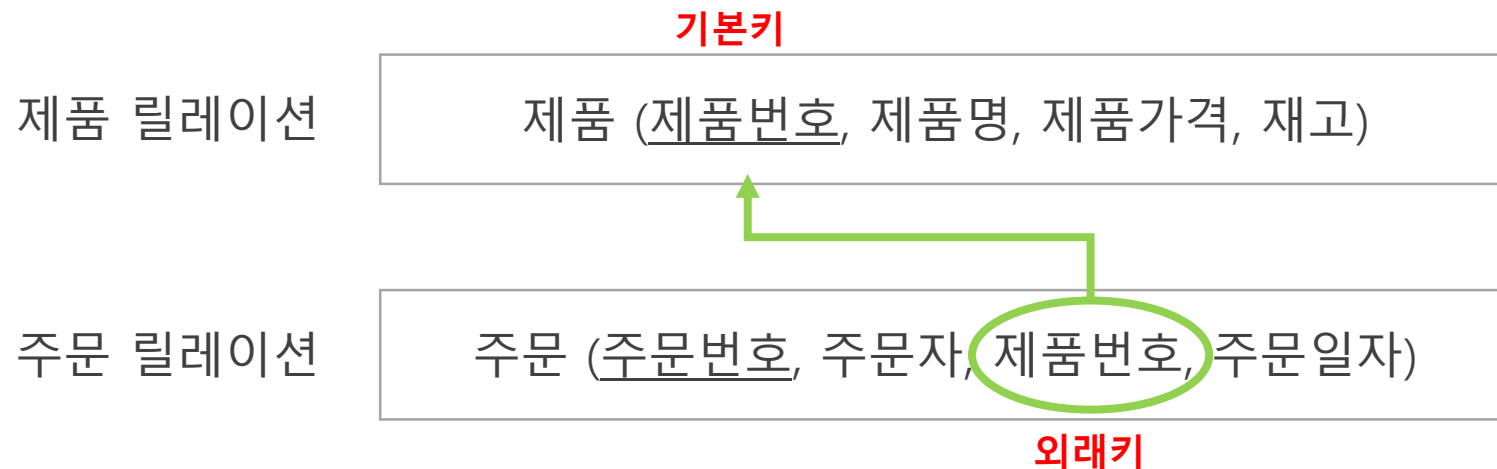 기본키
제품 릴레이션
제품 (제품번호, 제품명, 제품가격, 재고)
주문 릴레이션
주문 (주문번호, 주문자, 제품번호, 주문일자)
외래키